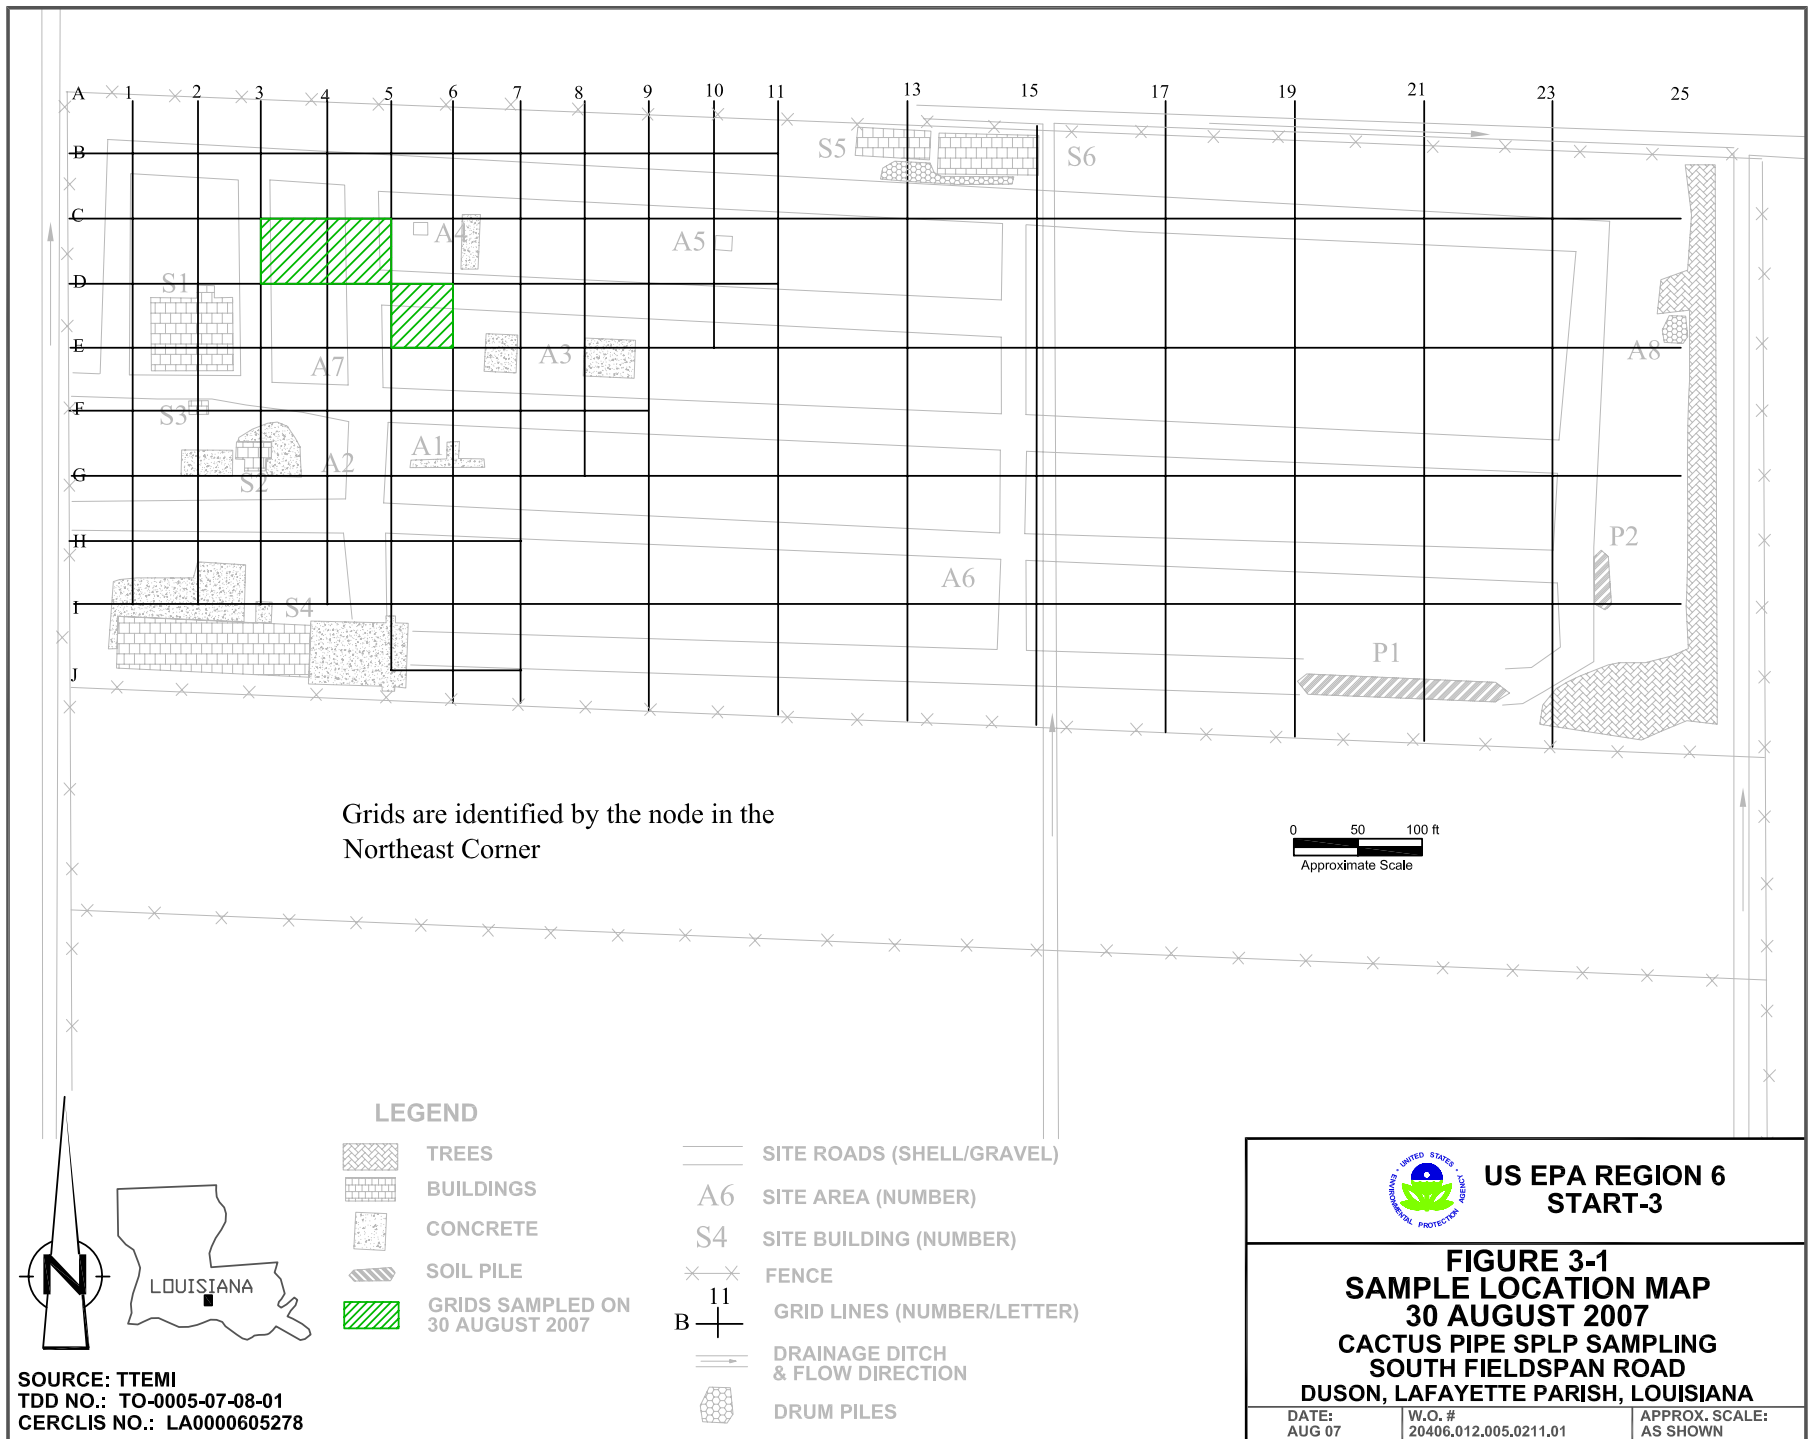 A 1 2 3 4 5 6 7 8 9 10 11 13 15 17 19 21 23 25
B
S5
S6
C
A4
A5
D
S1
E
A3
A7
A8
F
S3
A1
A2
G
S2
H
P2
A6
I
S4
P1
J
Grids are identified by the node in the
Northeast Corner
0 50 100 ft
Approximate Scale
LEGEND
TREES
BUILDINGS
CONCRETE
SOIL PILE
GRIDS SAMPLED ON
30 AUGUST 2007
SITE ROADS (SHELL/GRAVEL)
A6 SITE AREA (NUMBER)
S4 SITE BUILDING (NUMBER)
FENCE
11
B GRID LINES (NUMBER/LETTER)
DRAINAGE DITCH
& FLOW DIRECTION
DRUM PILES
N
LOUISIANA
SOURCE: TTEMI
TDD NO.: TO-0005-07-08-01
CERCLIS NO.: LA0000605278
UNITED STATES
ENVIRONMENTAL PROTECTION AGENCY
US EPA REGION 6
START-3
FIGURE 3-1
SAMPLE LOCATION MAP
30 AUGUST 2007
CACTUS PIPE SPLP SAMPLING
SOUTH FIELDSPAN ROAD
DUSON, LAFAYETTE PARISH, LOUISIANA
DATE:
AUG 07
W.O. #
20406.012.005.0211.01
APPROX. SCALE:
AS SHOWN